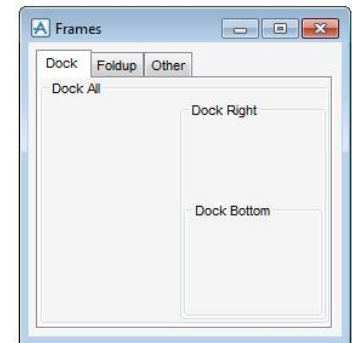 Frames
Dock Foldup Other
Dock All
Dock Right
Dock Bottom